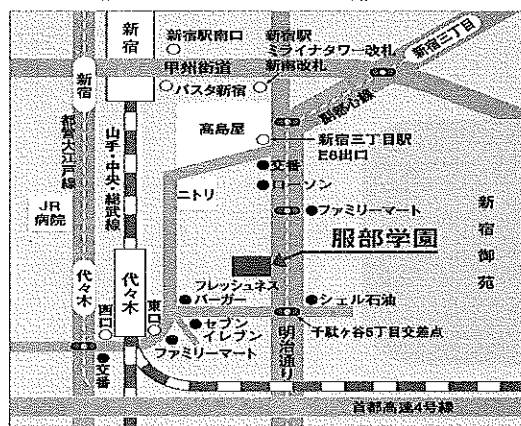 新宿
新宿駅南口
新宿駅
ミライナタワー改札
新宿三丁目
甲州街道
新南改札
新宿
バスタ新宿
副都心線
都営大江戸線
山手・中央・総武線
高島屋
新宿三丁目駅
E8出口
交番
ローソン
ニトリ
JR
病院
ファミリーマート
新宿御苑
服部学園
代々木
代々木
フレッシュネス
バーガー
シェル石油
西口
東口
セブン
イレブン
千駄ヶ谷5丁目交差点
ファミリーマート
明治通り
交番
首都高速4号線